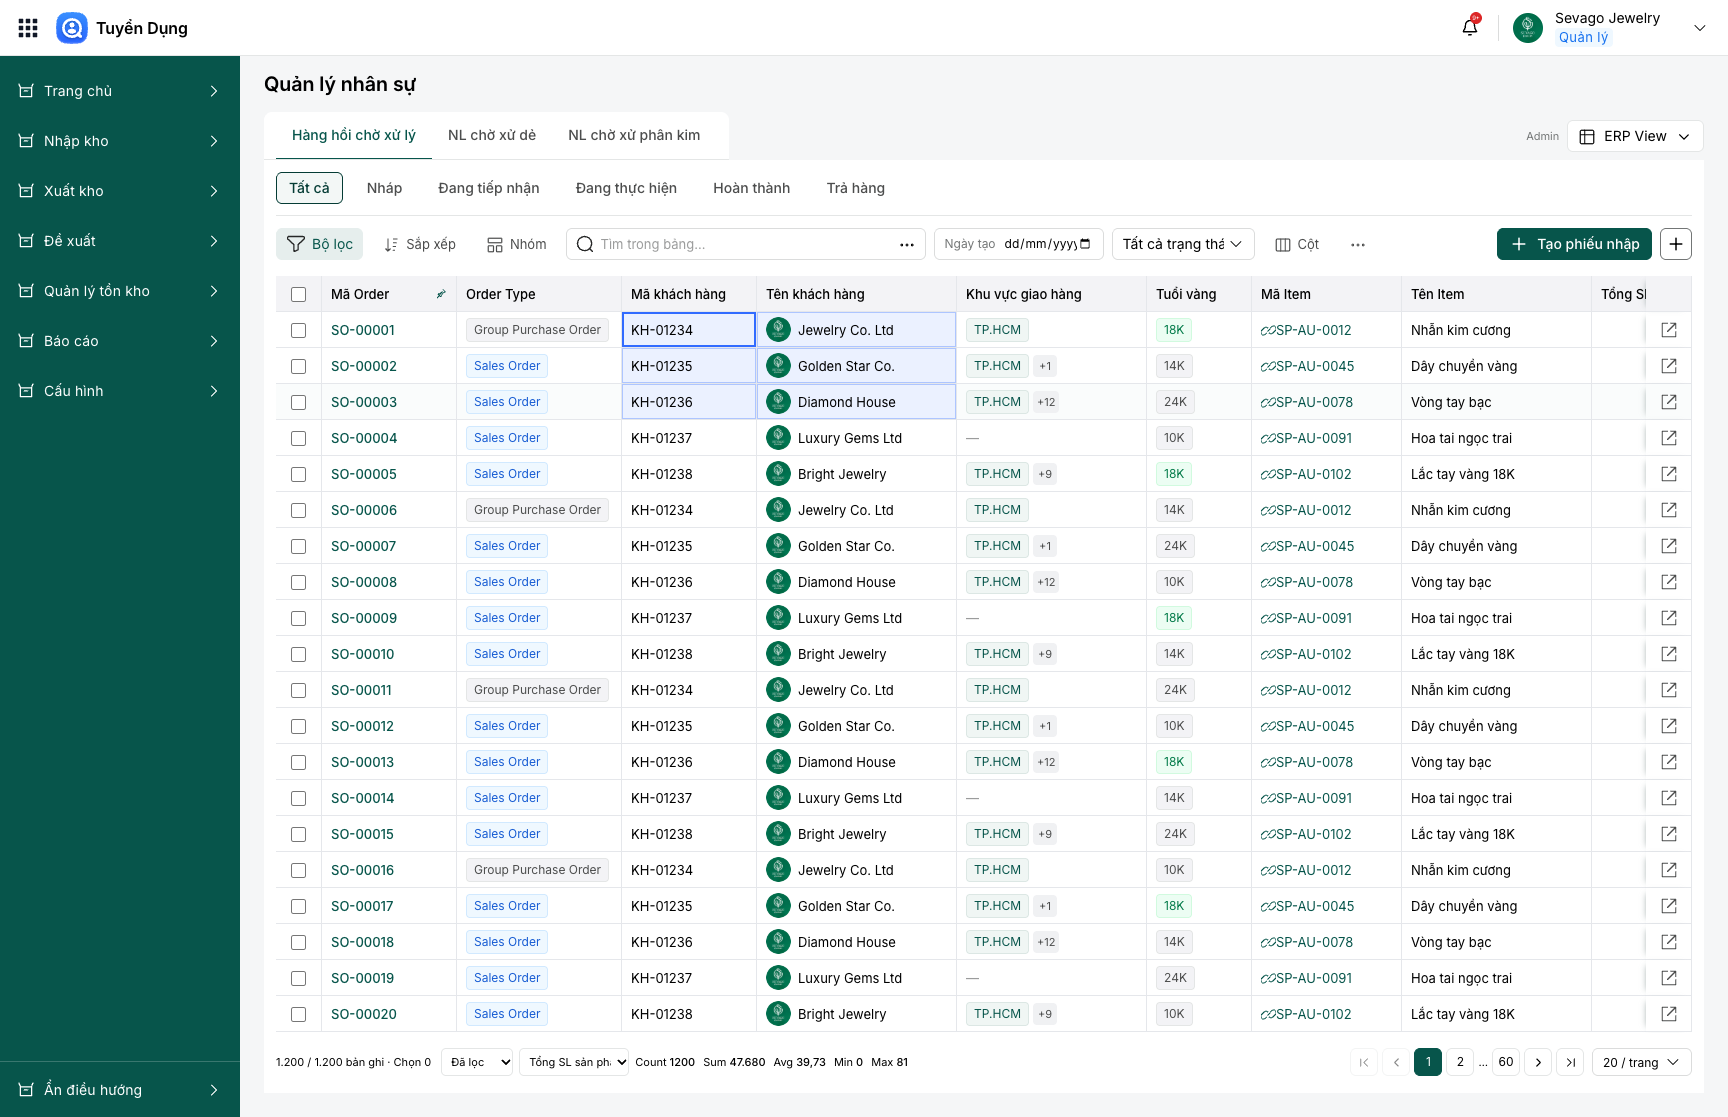 Tuyển Dụng
9+
Sevago Jewelry
Quản lý
Trang chủ
Nhập kho
Xuất kho
Đề xuất
Quản lý tồn kho
Báo cáo
Cấu hình
Ẩn điều hướng
Quản lý nhân sự
Hàng hồi chờ xử lý NL chờ xử dẻ NL chờ xử phân kim
Admin ERP View
Tất cả Nháp Đang tiếp nhận Đang thực hiện Hoàn thành Trả hàng
Bộ lọc Sắp xếp Nhóm Tìm trong bảng... Ngày tạo dd/mm/yyyy Tất cả trạng thá Cột Tạo phiếu nhập
Mã Order Order Type Mã khách hàng Tên khách hàng Khu vực giao hàng Tuổi vàng Mã Item Tên Item Tổng Sl
SO-00001 Group Purchase Order KH-01234 Jewelry Co. Ltd TP.HCM 18K SP-AU-0012 Nhẫn kim cương
SO-00002 Sales Order KH-01235 Golden Star Co. TP.HCM +1 14K SP-AU-0045 Dây chuyền vàng
SO-00003 Sales Order KH-01236 Diamond House TP.HCM +12 24K SP-AU-0078 Vòng tay bạc
SO-00004 Sales Order KH-01237 Luxury Gems Ltd — 10K SP-AU-0091 Hoa tai ngọc trai
SO-00005 Sales Order KH-01238 Bright Jewelry TP.HCM +9 18K SP-AU-0102 Lắc tay vàng 18K
SO-00006 Group Purchase Order KH-01234 Jewelry Co. Ltd TP.HCM 14K SP-AU-0012 Nhẫn kim cương
SO-00007 Sales Order KH-01235 Golden Star Co. TP.HCM +1 24K SP-AU-0045 Dây chuyền vàng
SO-00008 Sales Order KH-01236 Diamond House TP.HCM +12 10K SP-AU-0078 Vòng tay bạc
SO-00009 Sales Order KH-01237 Luxury Gems Ltd — 18K SP-AU-0091 Hoa tai ngọc trai
SO-00010 Sales Order KH-01238 Bright Jewelry TP.HCM +9 14K SP-AU-0102 Lắc tay vàng 18K
SO-00011 Group Purchase Order KH-01234 Jewelry Co. Ltd TP.HCM 24K SP-AU-0012 Nhẫn kim cương
SO-00012 Sales Order KH-01235 Golden Star Co. TP.HCM +1 10K SP-AU-0045 Dây chuyền vàng
SO-00013 Sales Order KH-01236 Diamond House TP.HCM +12 18K SP-AU-0078 Vòng tay bạc
SO-00014 Sales Order KH-01237 Luxury Gems Ltd — 14K SP-AU-0091 Hoa tai ngọc trai
SO-00015 Sales Order KH-01238 Bright Jewelry TP.HCM +9 24K SP-AU-0102 Lắc tay vàng 18K
SO-00016 Group Purchase Order KH-01234 Jewelry Co. Ltd TP.HCM 10K SP-AU-0012 Nhẫn kim cương
SO-00017 Sales Order KH-01235 Golden Star Co. TP.HCM +1 18K SP-AU-0045 Dây chuyền vàng
SO-00018 Sales Order KH-01236 Diamond House TP.HCM +12 14K SP-AU-0078 Vòng tay bạc
SO-00019 Sales Order KH-01237 Luxury Gems Ltd — 24K SP-AU-0091 Hoa tai ngọc trai
SO-00020 Sales Order KH-01238 Bright Jewelry TP.HCM +9 10K SP-AU-0102 Lắc tay vàng 18K
1.200 / 1.200 bản ghi · Chọn 0 Đã lọc Tổng SL sản phẩ Count 1200 Sum 47.680 Avg 39,73 Min 0 Max 81 1 2 ... 60 20 / trang